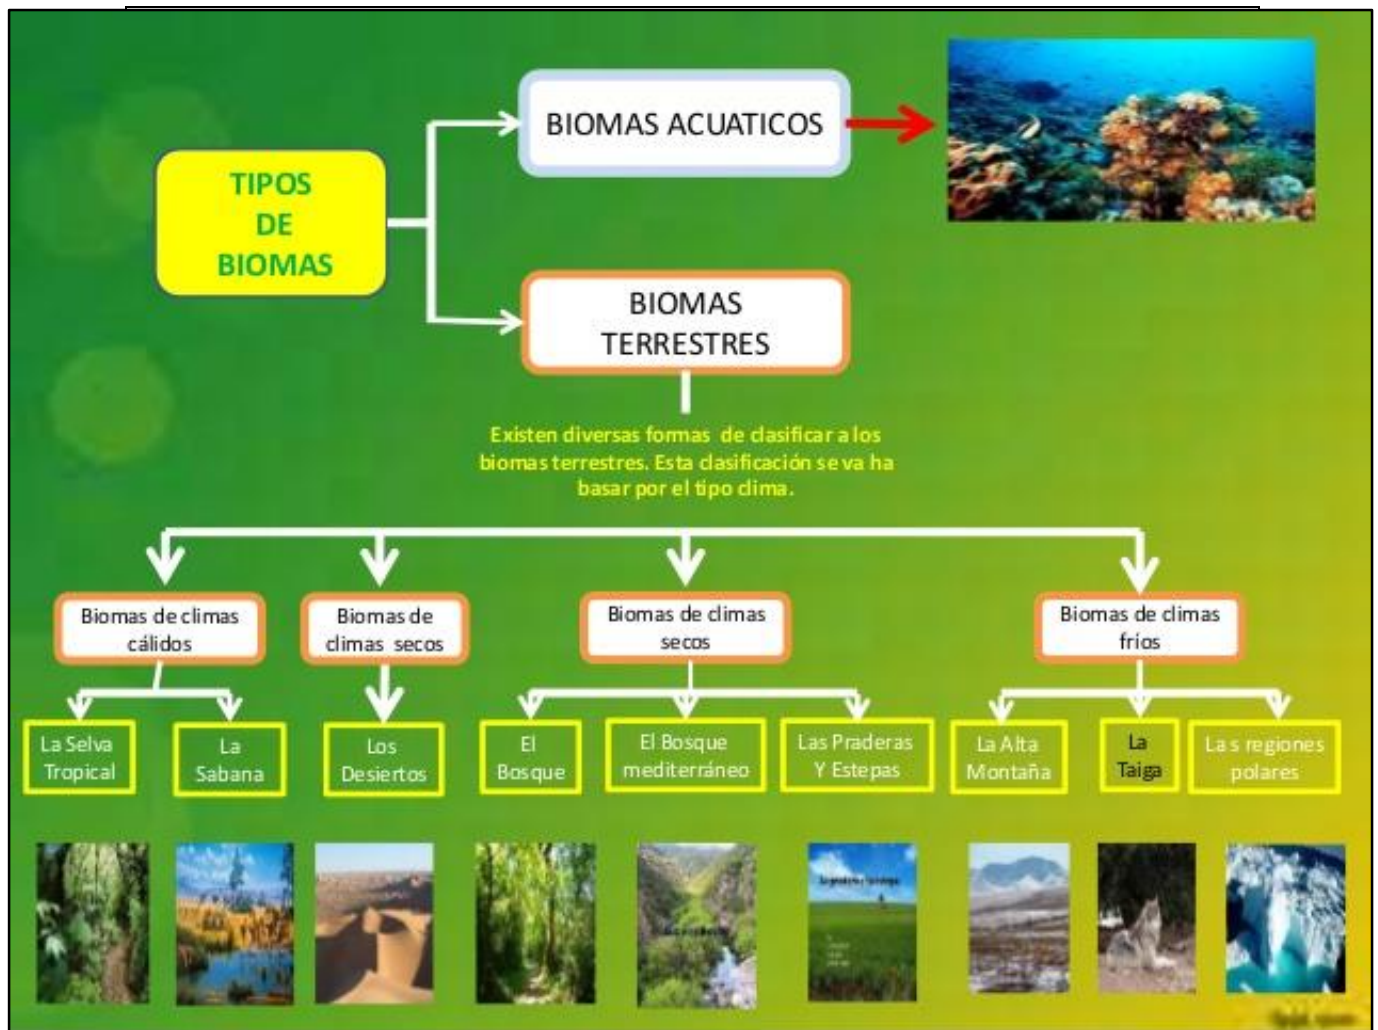 TIPOS
DE
BIOMAS
BIOMAS ACUATICOS
BIOMAS
TERRESTRES
Existen diversas formas de clasificar a los
biomas terrestres. Esta clasificación se va ha
basar por el tipo clima.
Biomas de climas
cálidos
Biomas de
climas secos
Biomas de climas
secos
Biomas de climas
fríos
La Selva
Tropical
La
Sabana
Los
Desiertos
El
Bosque
El Bosque
mediterráneo
Las Praderas
Y Estepas
La Alta
Montaña
La
Taiga
La s regiones
polares